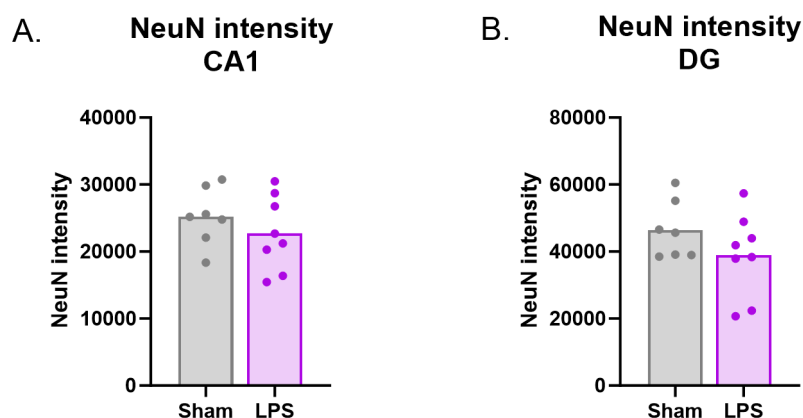 A.
NeuN intensity
CA1
NeuN intensity
40000
30000
20000
10000
0
Sham
LPS
B.
NeuN intensity
DG
NeuN intensity
80000
60000
40000
20000
0
Sham
LPS